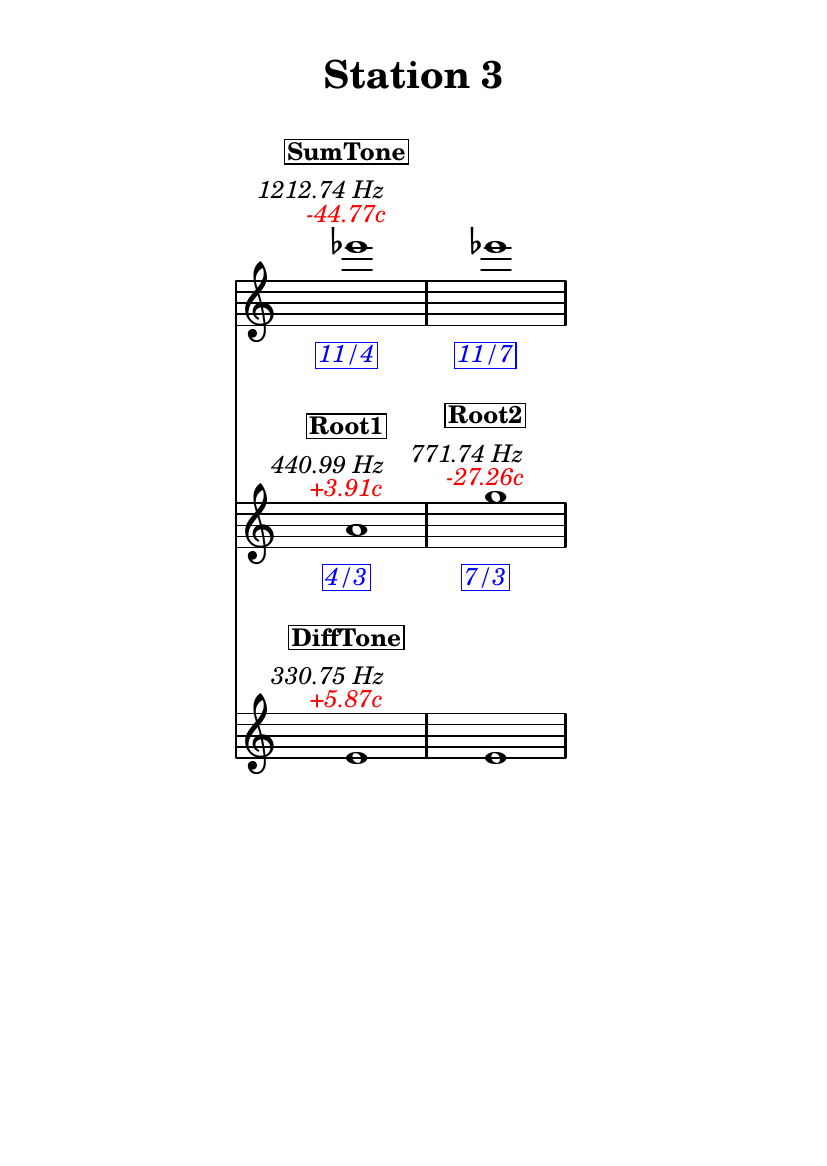 Station 3
SumTone
1212.74 Hz
-44.77c
11/4 11/7
Root1 Root2
440.99 Hz 771.74 Hz
+3.91c -27.26c
4/3 7/3
DiffTone
330.75 Hz
+5.87c